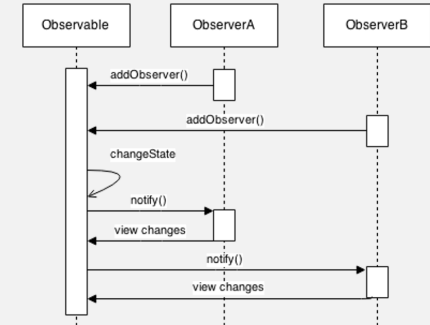 Observable
ObserverA
ObserverB
addObserver()
addObserver()
changeState
notify()
view changes
notify()
view changes